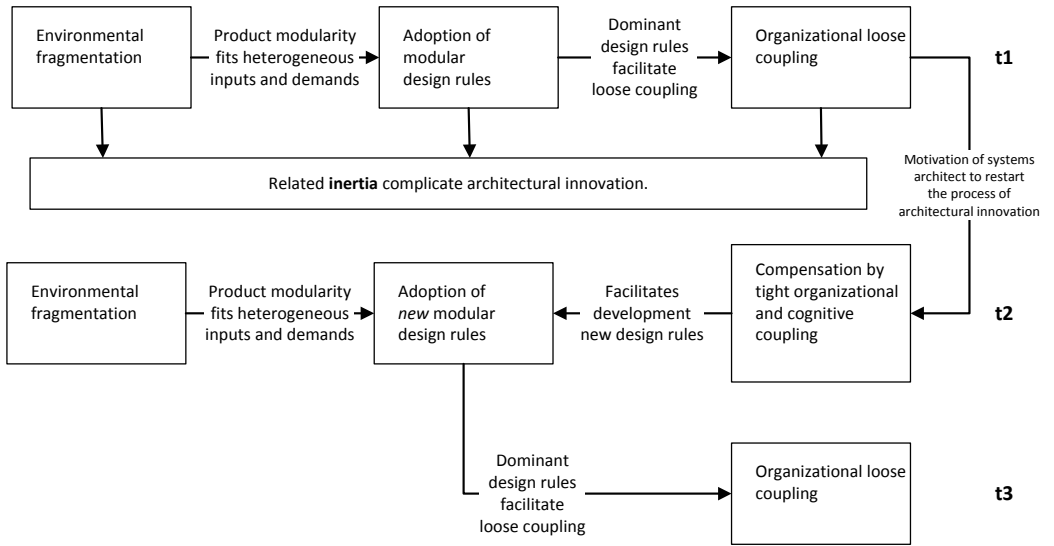 Environmental
fragmentation
Product modularity
fits heterogeneous
inputs and demands
Adoption of
modular
design rules
Dominant
design rules
facilitate
loose coupling
Organizational loose
coupling
t1
Related inertia complicate architectural innovation.
Motivation of systems
architect to restart
the process of
architectural innovation
Environmental
fragmentation
Product modularity
fits heterogeneous
inputs and demands
Adoption of
new modular
design rules
Facilitates
development
new design rules
Compensation by
tight organizational
and cognitive
coupling
t2
Dominant
design rules
facilitate
loose coupling
Organizational loose
coupling
t3